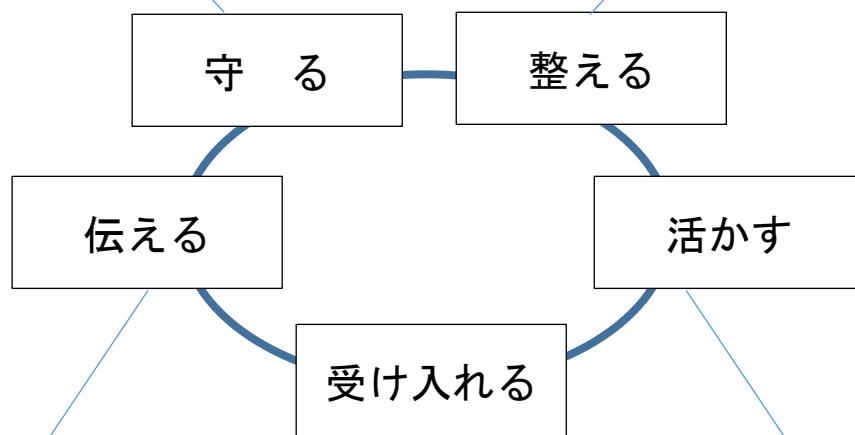 守　る
整える
伝える
活かす
受け入れる